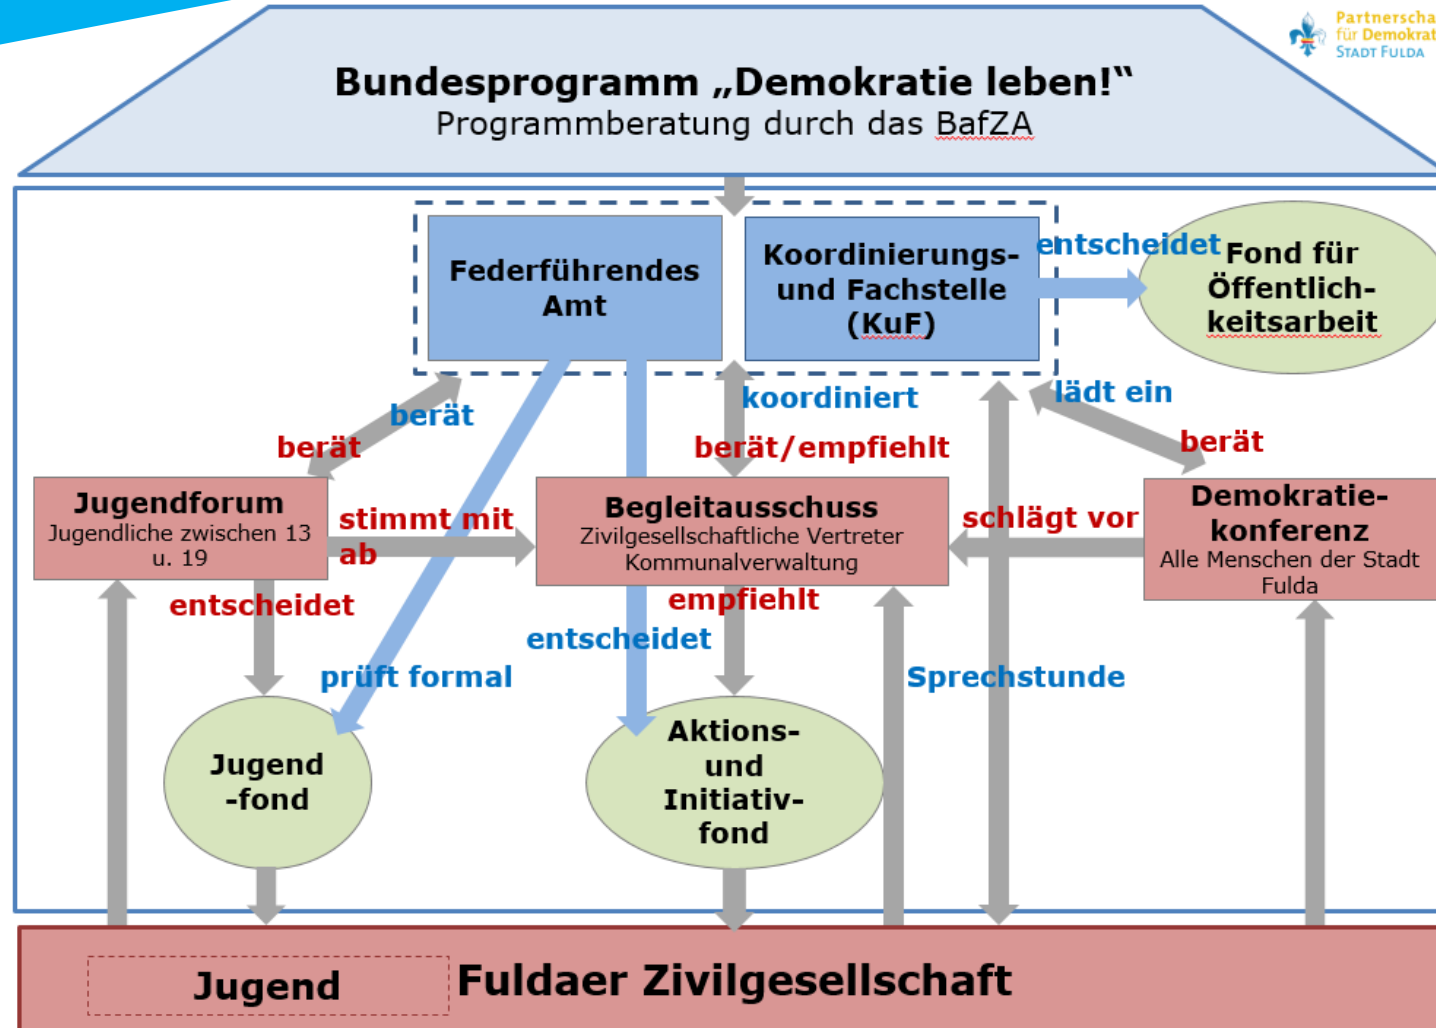 Partnerscha
für Demokrat
STADT FULDA
Bundesprogramm „Demokratie leben!“
Programmberatung durch das BafZA
Federführendes
Amt
Koordinierungs-
und Fachstelle
(KuF)
entscheidet
Fond für
Öffentlich-
keitsarbeit
berät
berät
koordiniert
berät/empfiehlt
lädt ein
berät
Jugendforum
Jugendliche zwischen 13
u. 19
stimmt mit
ab
Begleitausschuss
Zivilgesellschaftliche Vertreter
Kommunalverwaltung
schlägt vor
Demokratie-
konferenz
Alle Menschen der Stadt
Fulda
entscheidet
empfiehlt
entscheidet
prüft formal
Sprechstunde
Jugend
-fond
Aktions-
und
Initiativ-
fond
Jugend
Fuldaer Zivilgesellschaft